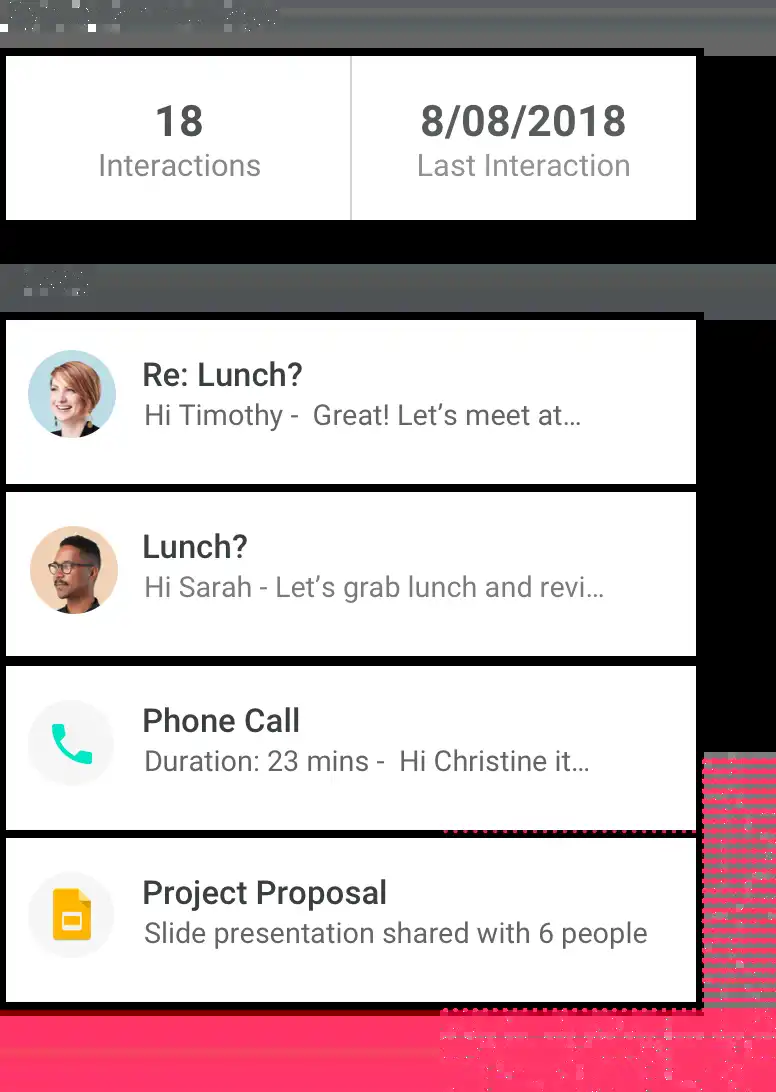 18
Interactions
8/08/2018
Last Interaction
Re: Lunch?
Hi Timothy -  Great! Let’s meet at...
Lunch?
Hi Sarah - Let’s grab lunch and revi...
Phone Call
Duration: 23 mins -  Hi Christine it...
Project Proposal
Slide presentation shared with 6 people